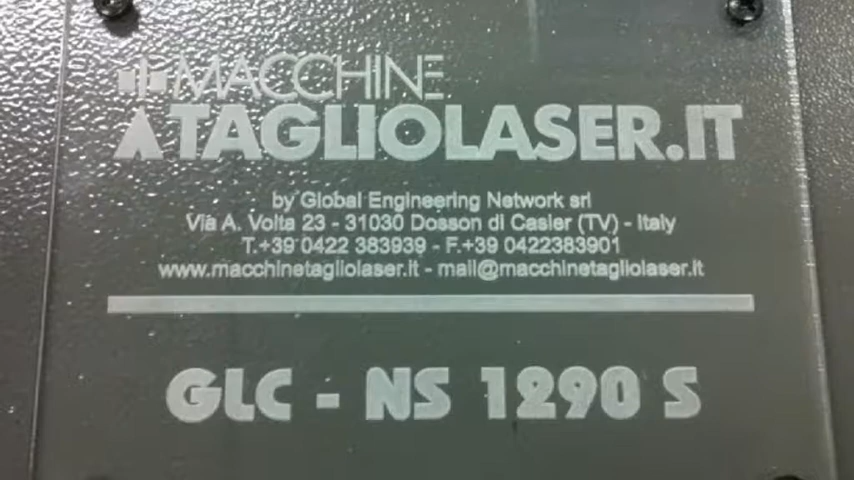 MACCHINE
A TAGLIOLASER.IT
by Global Engineering Network srl
Via A. Volta 23 - 31030 Dosson di Casier (TV) - Italy
T.+39 0422 383939 - F.+39 0422383901
www.macchinetagliolaser.it - mail@macchinetagliolaser.it
GLC - NS 1290 S